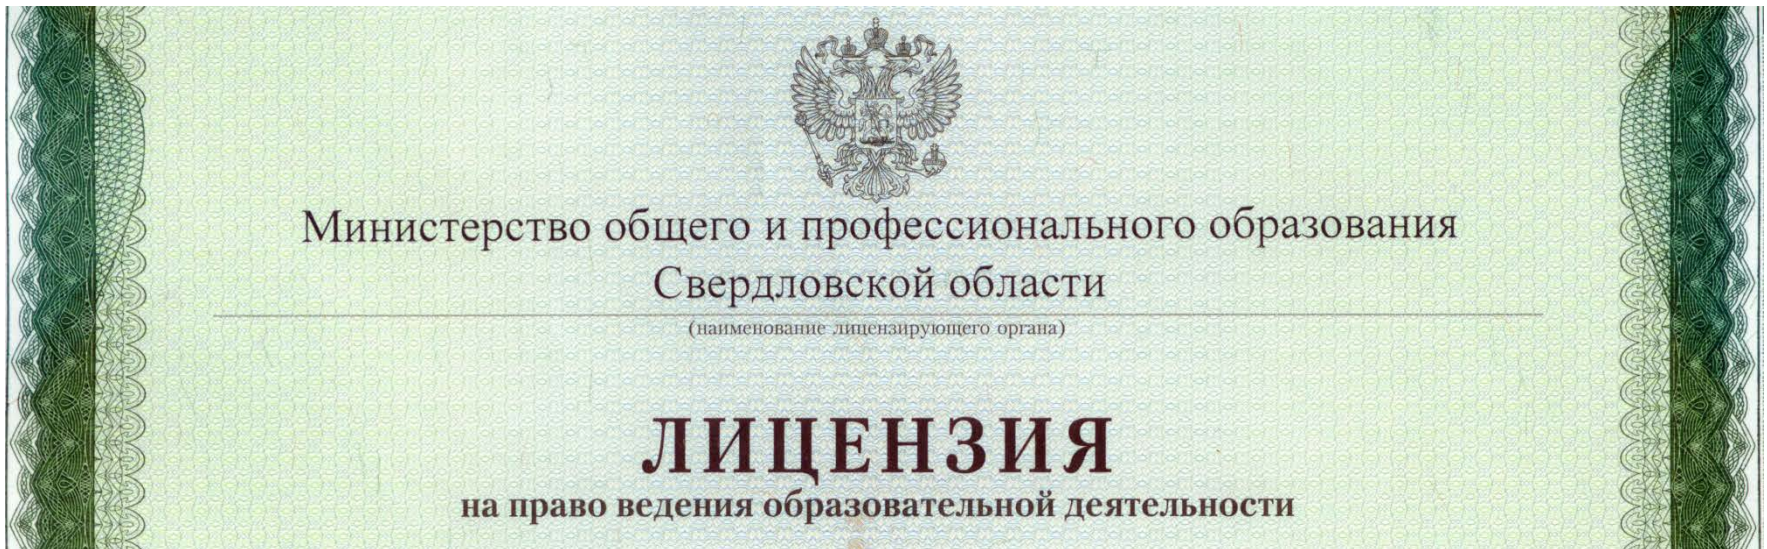 Министерство общего и профессионального образования
Свердловской области
(наименование лицензирующего органа)
ЛИЦЕНЗИЯ
на право ведения образовательной деятельности